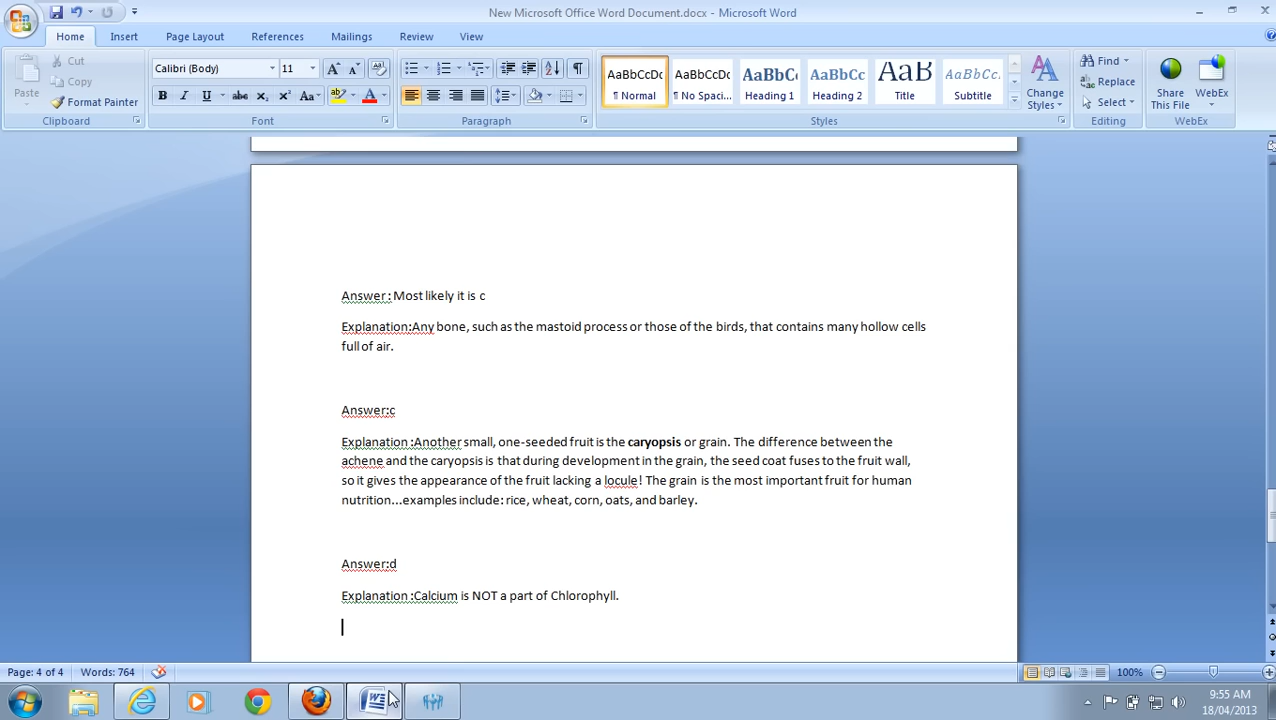 New Microsoft Office Word Document.docx - Microsoft Word
Home Insert Page Layout References Mailings Review View
Paste
Cut
Copy
Format Painter
Clipboard
Calibri (Body) 11
B I U abc x₂ x² Aa
Font
Paragraph
AaBbCcDc AaBbCcDc AaBbC AaBbCc AaB AaBbCc.
¶ Normal ¶ No Spaci... Heading 1 Heading 2 Title Subtitle
Change Styles
Styles
Find
Replace
Select
Editing
Share This File
WebEx
WebEx
Answer: Most likely it is c
Explanation:Any bone, such as the mastoid process or those of the birds, that contains many hollow cells
full of air.
Answer:c
Explanation :Another small, one-seeded fruit is the caryopsis or grain. The difference between the
achene and the caryopsis is that during development in the grain, the seed coat fuses to the fruit wall,
so it gives the appearance of the fruit lacking a locule! The grain is the most important fruit for human
nutrition...examples include: rice, wheat, corn, oats, and barley.
Answer:d
Explanation :Calcium is NOT a part of Chlorophyll.
Page: 4 of 4 Words: 764 100%
9:55 AM
18/04/2013